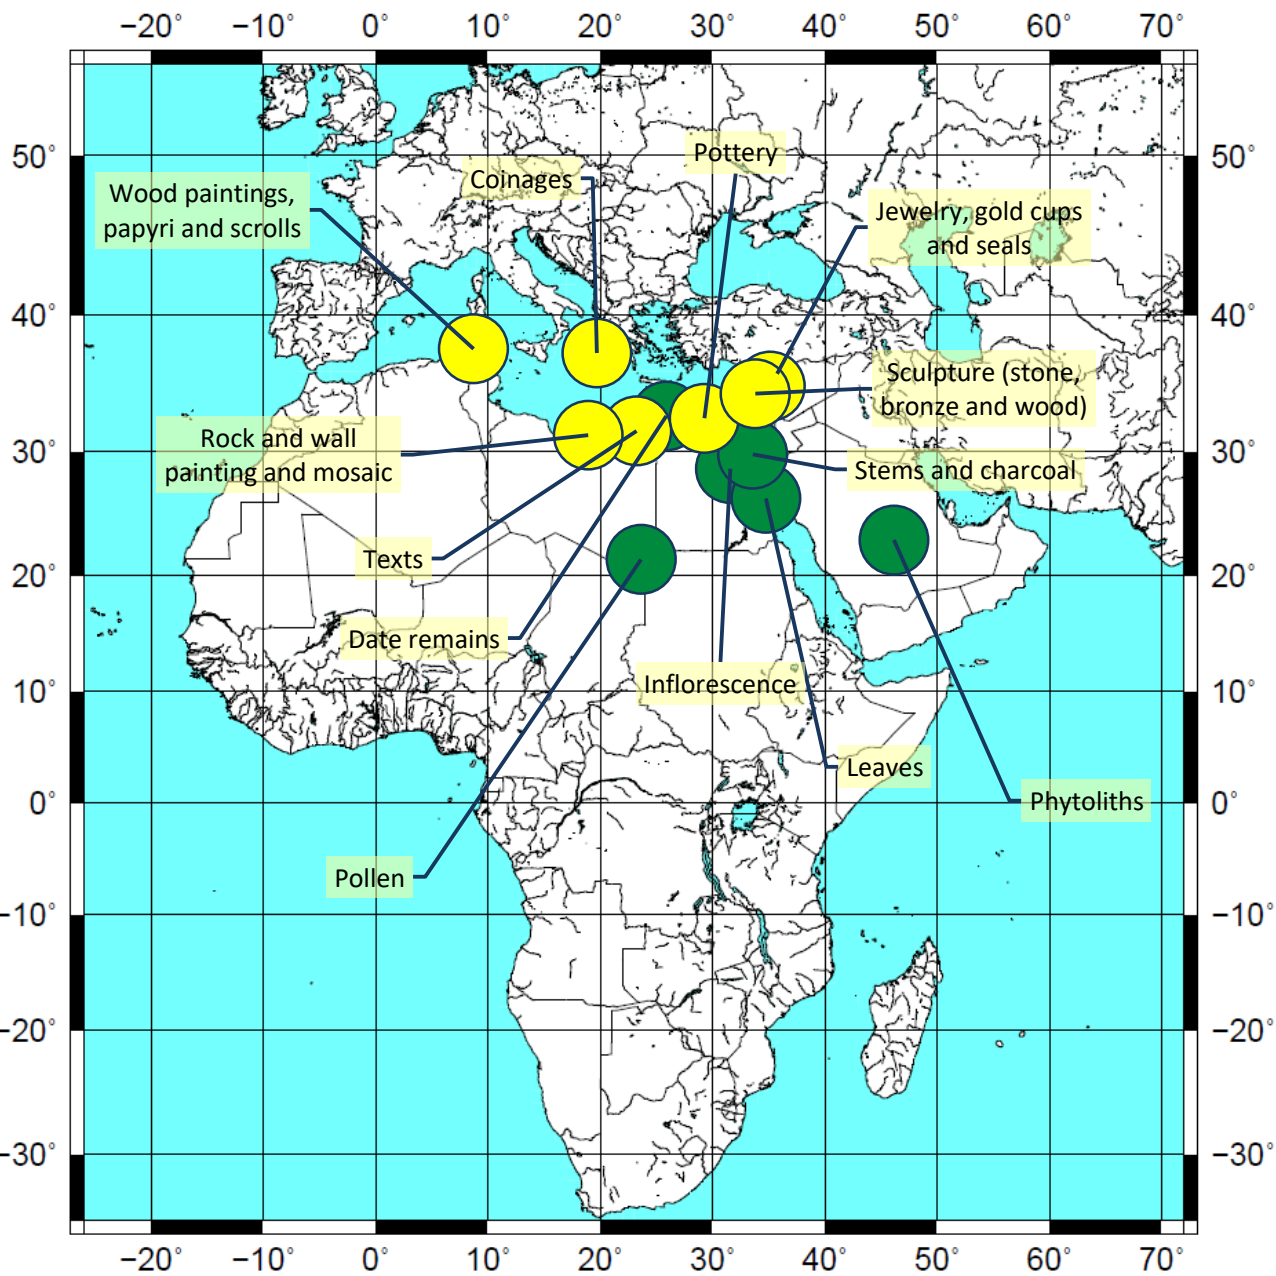 −20° −10° 0° 10° 20° 30° 40° 50° 60° 70°
Pottery
50° 50°
Coinages
Wood paintings,
papyri and scrolls
Jewelry, gold cups
and seals
40° 40°
Sculpture (stone,
bronze and wood)
Rock and wall
painting and mosaic
30° 30°
Stems and charcoal
Texts
20° 20°
Date remains
Inflorescence
10° 10°
Leaves
0° 0°
Phytoliths
Pollen
−10° −10°
−20° −20°
−30° −30°
−20° −10° 0° 10° 20° 30° 40° 50° 60° 70°